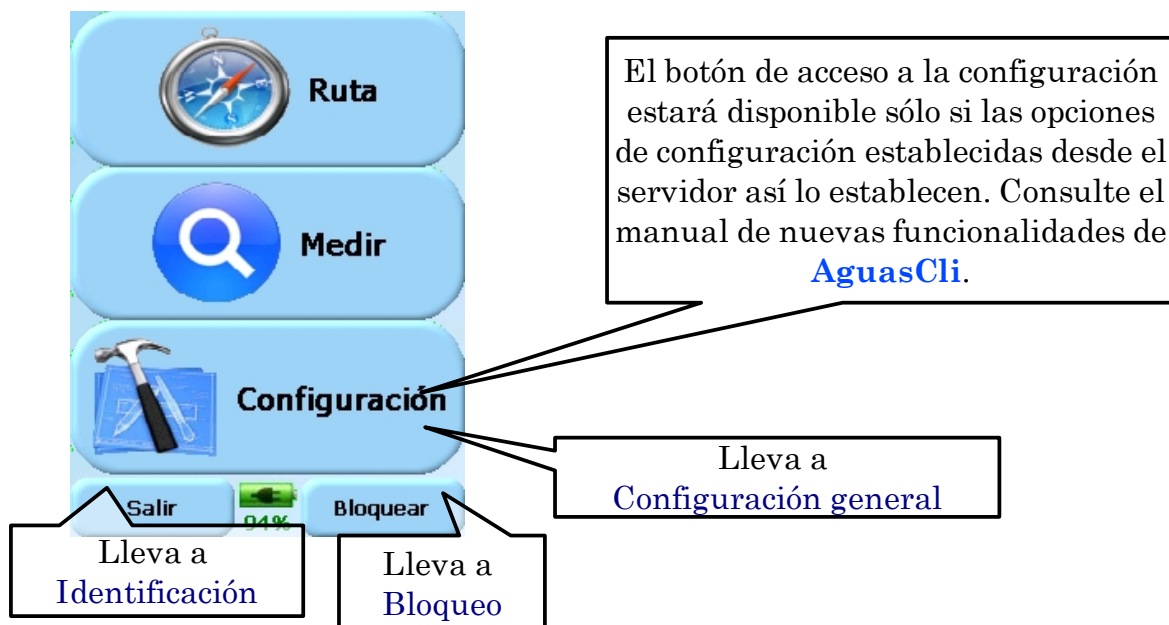 Ruta
El botón de acceso a la configuración
estará disponible sólo si las opciones
de configuración establecidas desde el
servidor así lo establecen. Consulte el
manual de nuevas funcionalidades de
AguasCli.
Medir
Configuración
Lleva a
Configuración general
Salir
94%
Bloquear
Lleva a
Identificación
Lleva a
Bloqueo